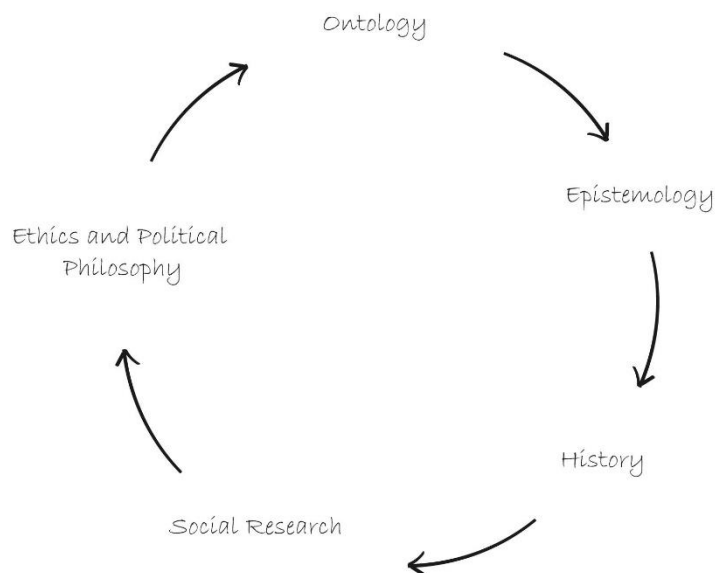 Ontology
Epistemology
History
Social Research
Ethics and Political
Philosophy